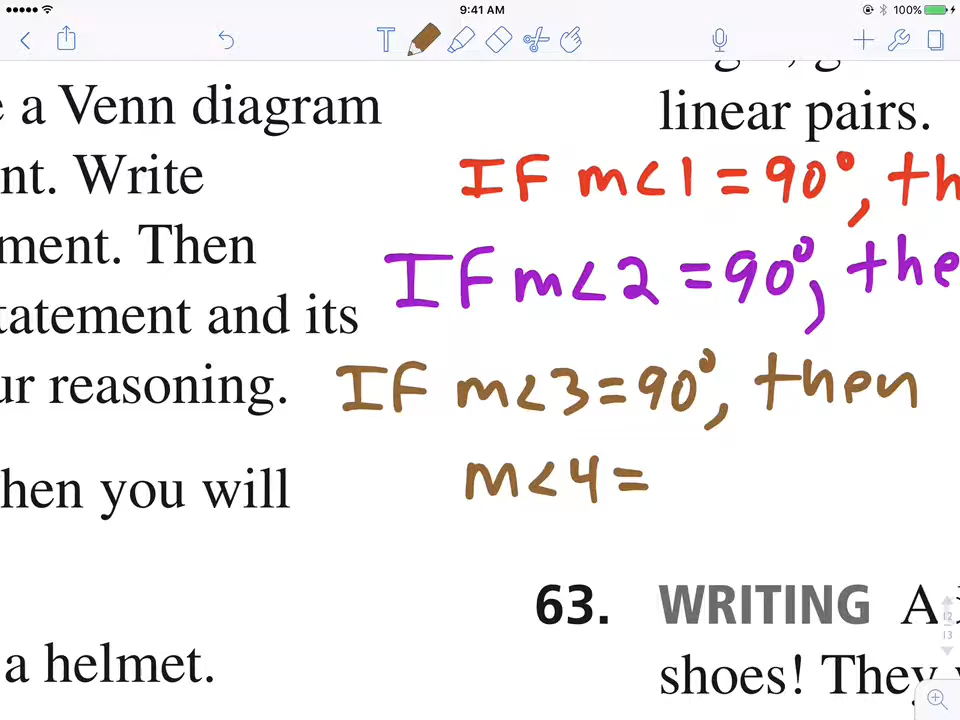 9:41 AM
100%
e a Venn diagram
nt. Write
ment. Then
tatement and its
ur reasoning.
hen you will
a helmet.
linear pairs.
IF m<1 = 90°, th
IF m<2 = 90°, the
IF m<3 = 90°, then
m<4 =
63. WRITING A
shoes! They
12
13